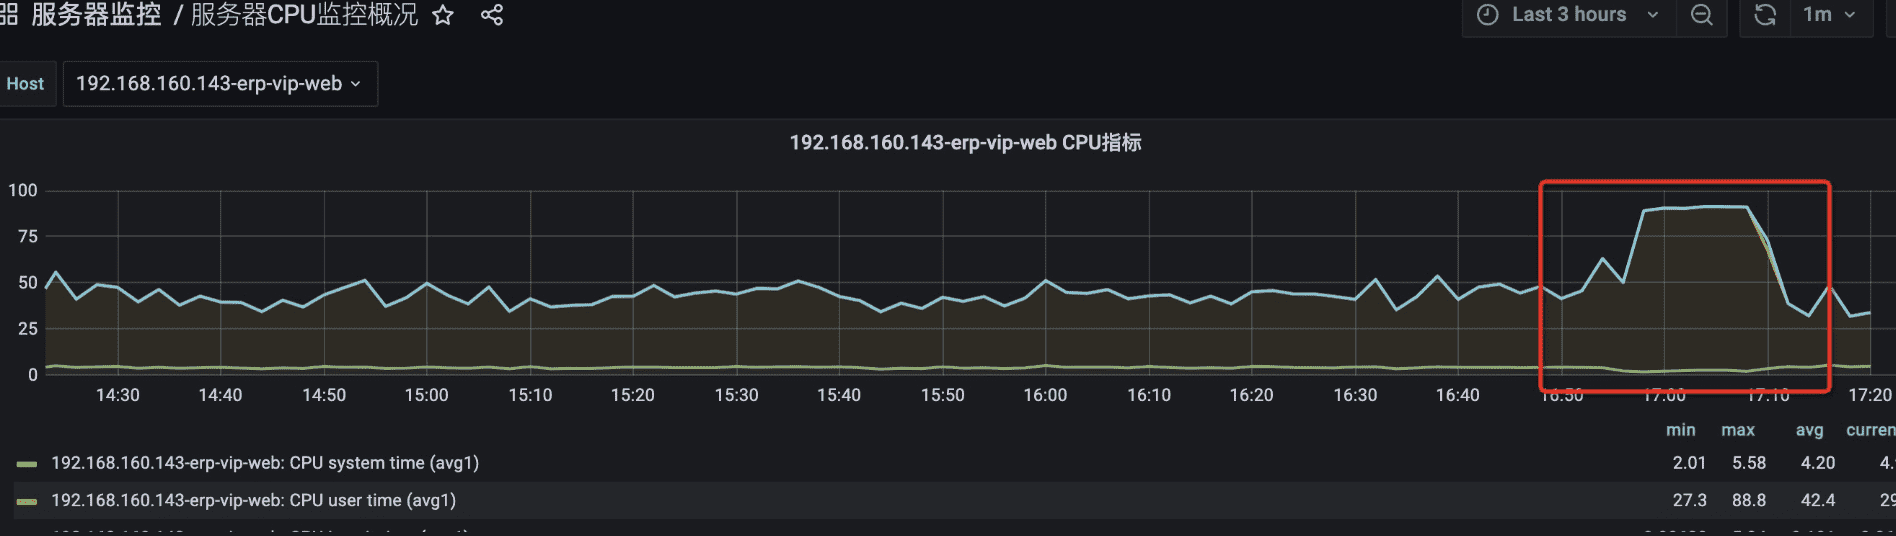 服务器监控 / 服务器CPU监控概况
Last 3 hours
1m
Host
192.168.160.143-erp-vip-web
192.168.160.143-erp-vip-web CPU指标
100
75
50
25
0
14:30 14:40 14:50 15:00 15:10 15:20 15:30 15:40 15:50 16:00 16:10 16:20 16:30 16:40 16:50 17:00 17:10 17:20
min max avg curren
192.168.160.143-erp-vip-web: CPU system time (avg1) 2.01 5.58 4.20 4.
192.168.160.143-erp-vip-web: CPU user time (avg1) 27.3 88.8 42.4 29